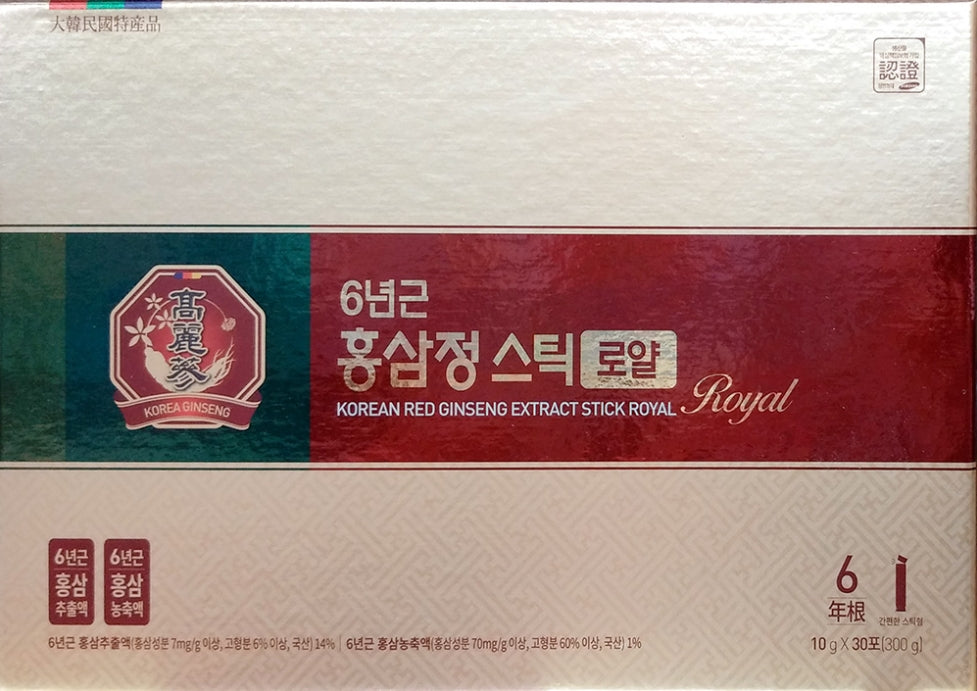 大韓民國特産品
認證
高麗蔘
KOREA GINSENG
6년근
홍삼정 스틱 로얄
KOREAN RED GINSENG EXTRACT STICK ROYAL Royal
6년근 홍삼 추출액
6년근 홍삼 농축액
6 年根
간편한 스틱형
6년근 홍삼추출액(홍삼성분 7mg/g 이상, 고형분 6% 이상, 국산) 14% | 6년근 홍삼농축액(홍삼성분 70mg/g 이상, 고형분 60% 이상, 국산) 1%
10 g X 30포(300 g)